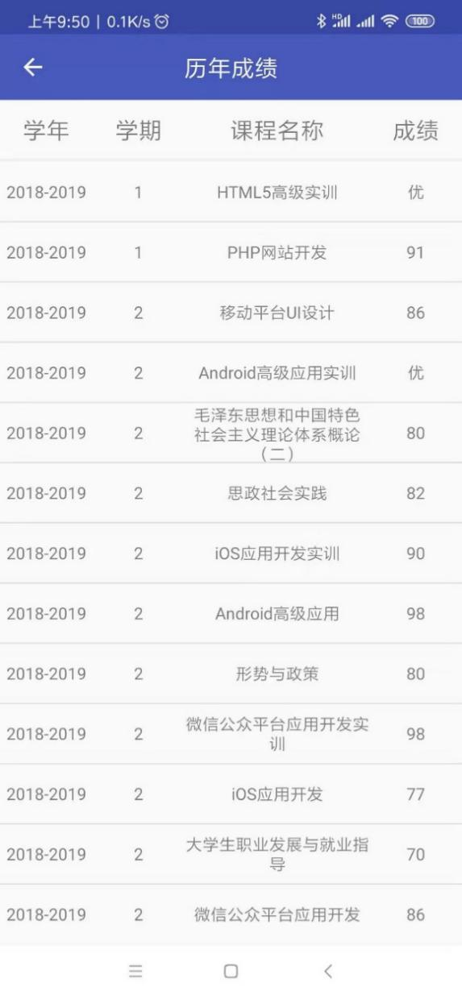 上午9:50 | 0.1K/s HD 100
历年成绩
学年 学期 课程名称 成绩
2018-2019 1 HTML5高级实训 优
2018-2019 1 PHP网站开发 91
2018-2019 2 移动平台UI设计 86
2018-2019 2 Android高级应用实训 优
毛泽东思想和中国特色
2018-2019 2 社会主义理论体系概论 80
（二）
2018-2019 2 思政社会实践 82
2018-2019 2 iOS应用开发实训 90
2018-2019 2 Android高级应用 98
2018-2019 2 形势与政策 80
2018-2019 2 微信公众平台应用开发实 98
训
2018-2019 2 iOS应用开发 77
2018-2019 2 大学生职业发展与就业指 70
导
2018-2019 2 微信公众平台应用开发 86